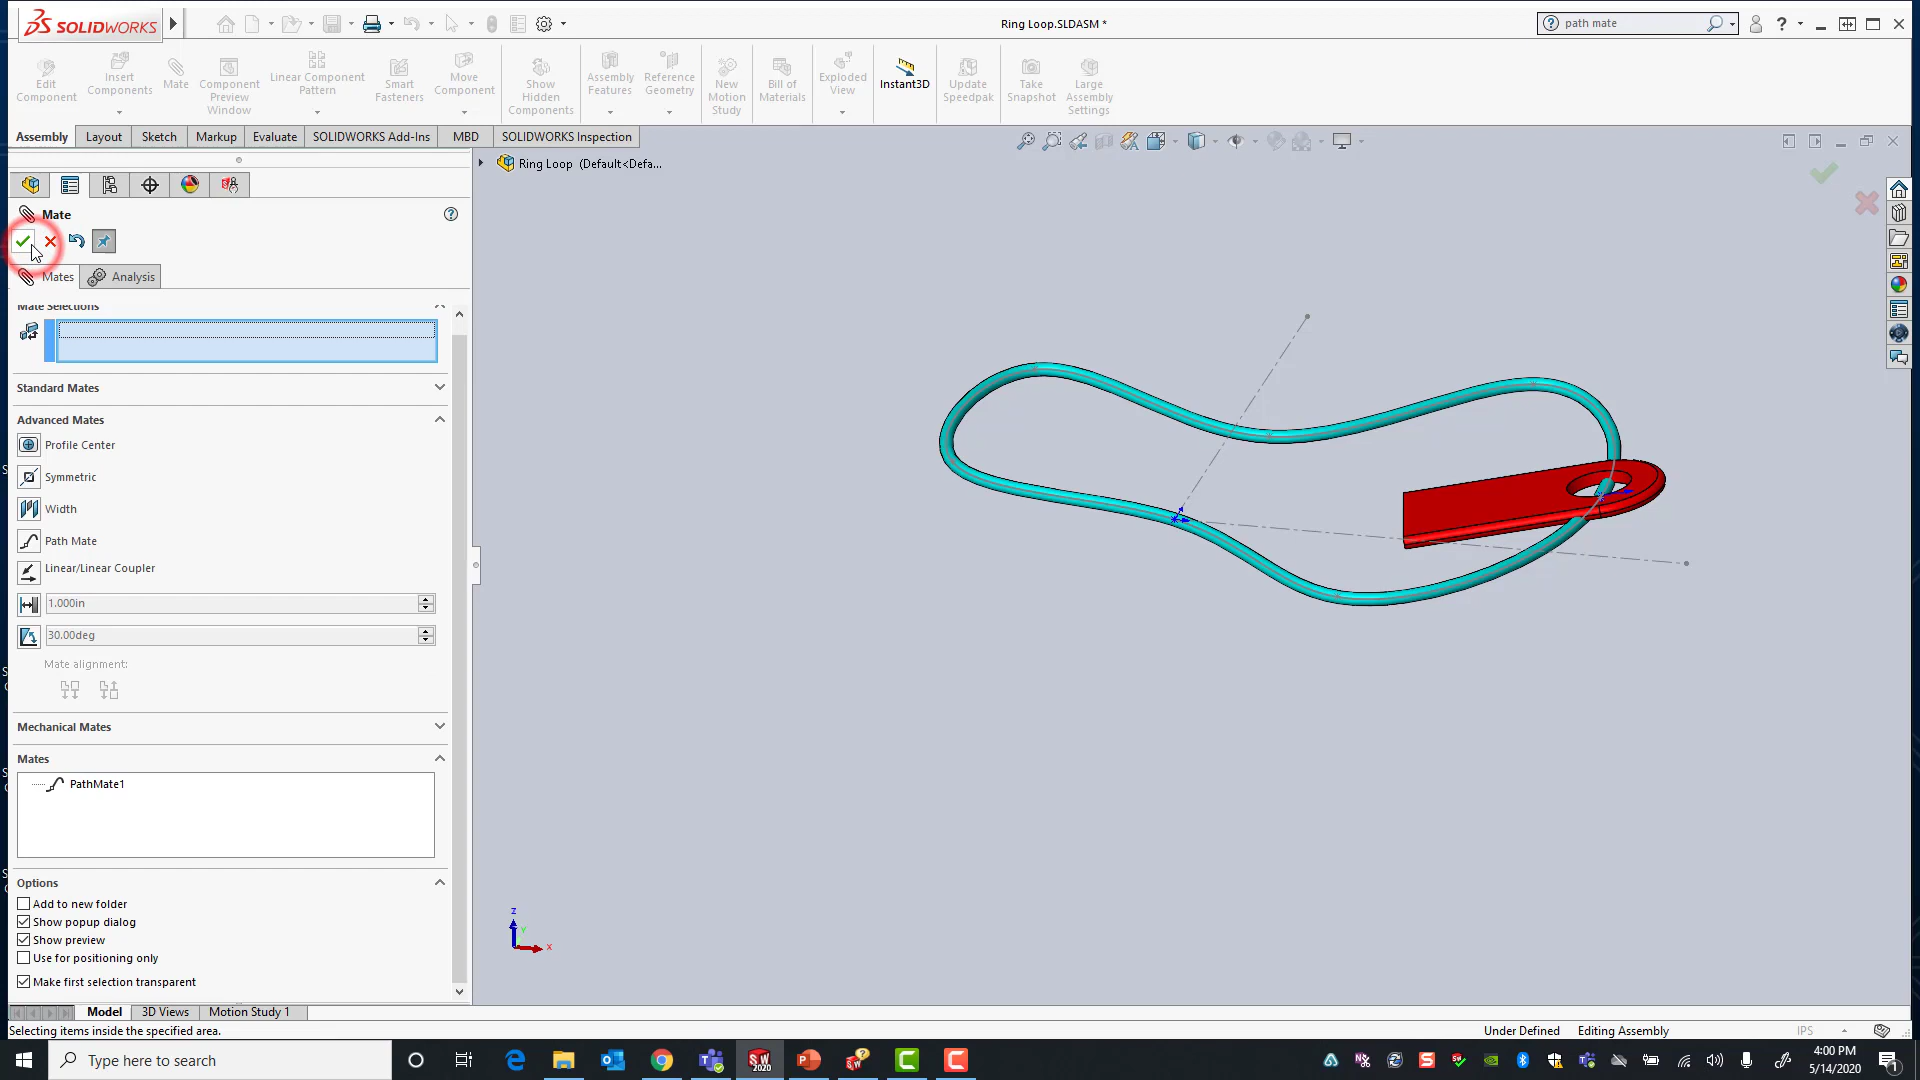 SOLIDWORKS
Ring Loop.SLDASM *
path mate
Edit Component
Insert Components
Mate
Component Preview Window
Linear Component Pattern
Smart Fasteners
Move Component
Show Hidden Components
Assembly Features
Reference Geometry
New Motion Study
Bill of Materials
Exploded View
Instant3D
Update Speedpak
Take Snapshot
Large Assembly Settings
Assembly
Layout
Sketch
Markup
Evaluate
SOLIDWORKS Add-Ins
MBD
SOLIDWORKS Inspection
Ring Loop (Default<Defa...
Mate
Mates
Analysis
Mate Selections
Standard Mates
Advanced Mates
Profile Center
Symmetric
Width
Path Mate
Linear/Linear Coupler
1.000in
30.00deg
Mate alignment:
Mechanical Mates
Mates
PathMate1
Options
Add to new folder
Show popup dialog
Show preview
Use for positioning only
Make first selection transparent
Z
Y
X
Model
3D Views
Motion Study 1
Selecting items inside the specified area.
Under Defined
Editing Assembly
IPS
Type here to search
SW 2020
4:00 PM
5/14/2020